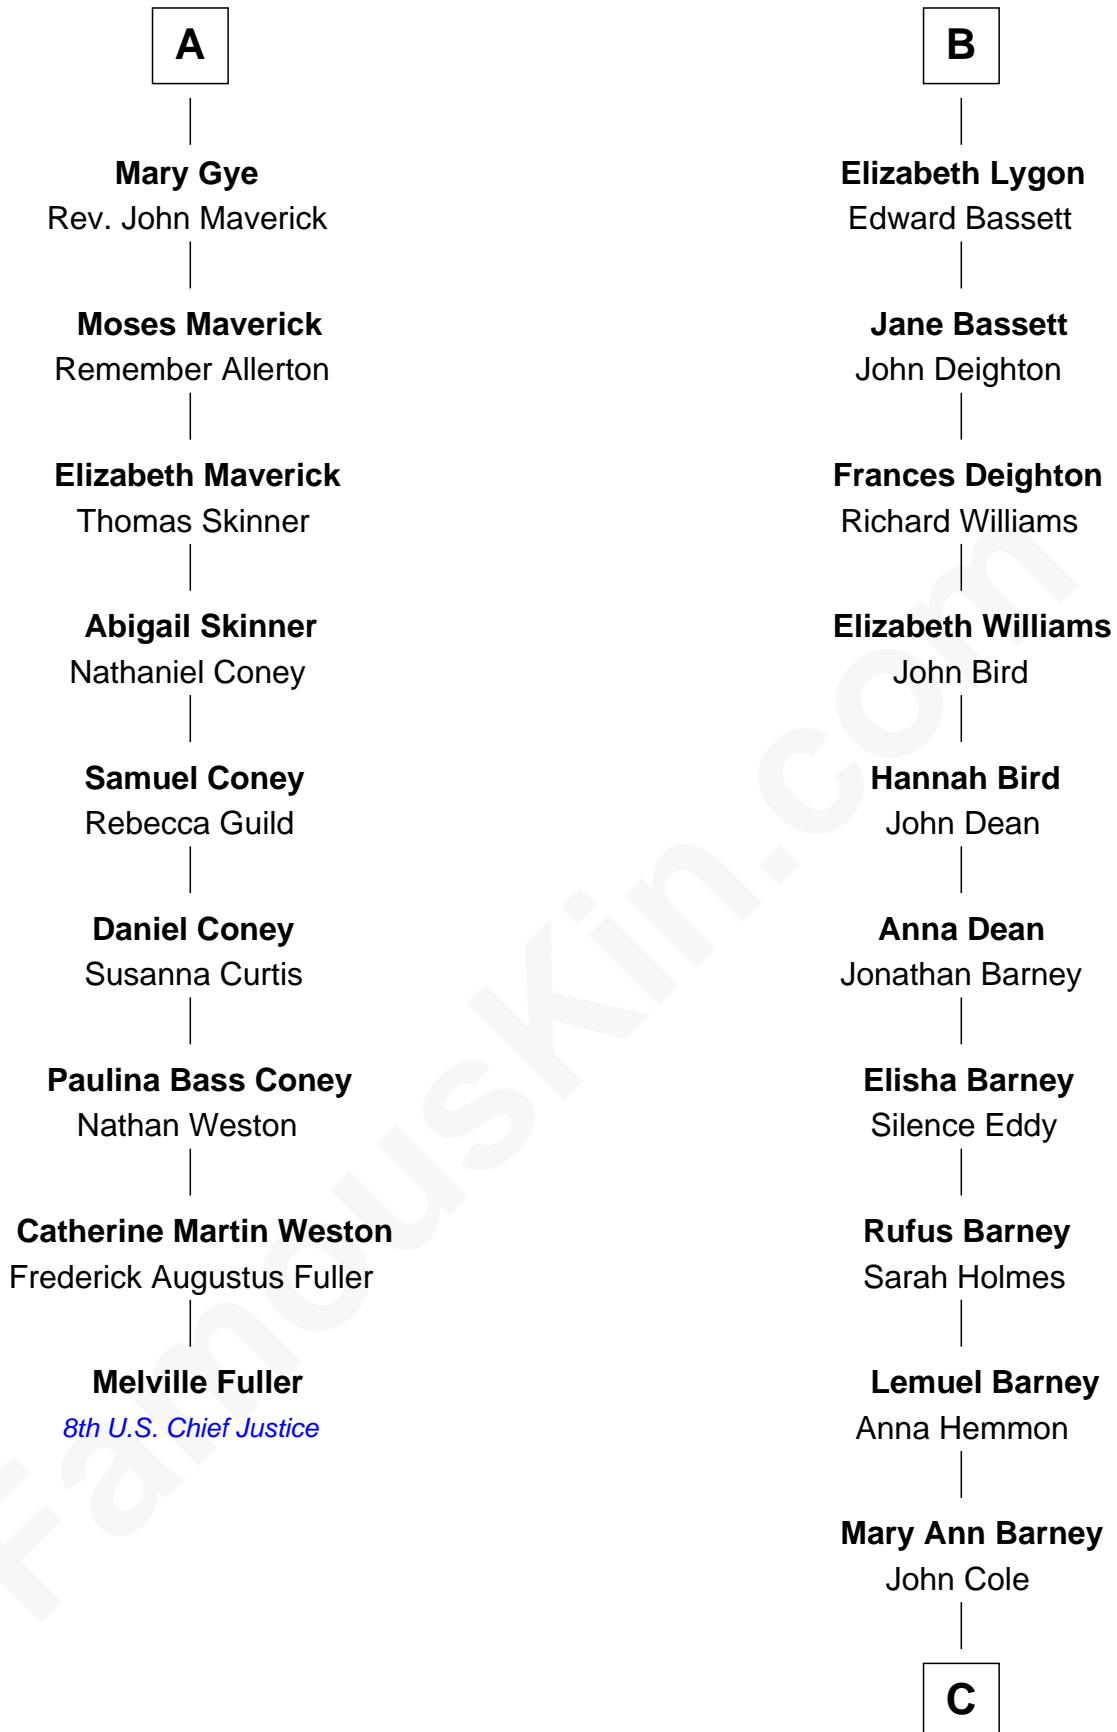 A
Mary Gye
Rev. John Maverick
Moses Maverick
Remember Allerton
Elizabeth Maverick
Thomas Skinner
Abigail Skinner
Nathaniel Coney
Samuel Coney
Rebecca Guild
Daniel Coney
Susanna Curtis
Paulina Bass Coney
Nathan Weston
Catherine Martin Weston
Frederick Augustus Fuller
Melville Fuller
8th U.S. Chief Justice
B
Elizabeth Lygon
Edward Bassett
Jane Bassett
John Deighton
Frances Deighton
Richard Williams
Elizabeth Williams
John Bird
Hannah Bird
John Dean
Anna Dean
Jonathan Barney
Elisha Barney
Silence Eddy
Rufus Barney
Sarah Holmes
Lemuel Barney
Anna Hemmon
Mary Ann Barney
John Cole
C
FamousKin.com